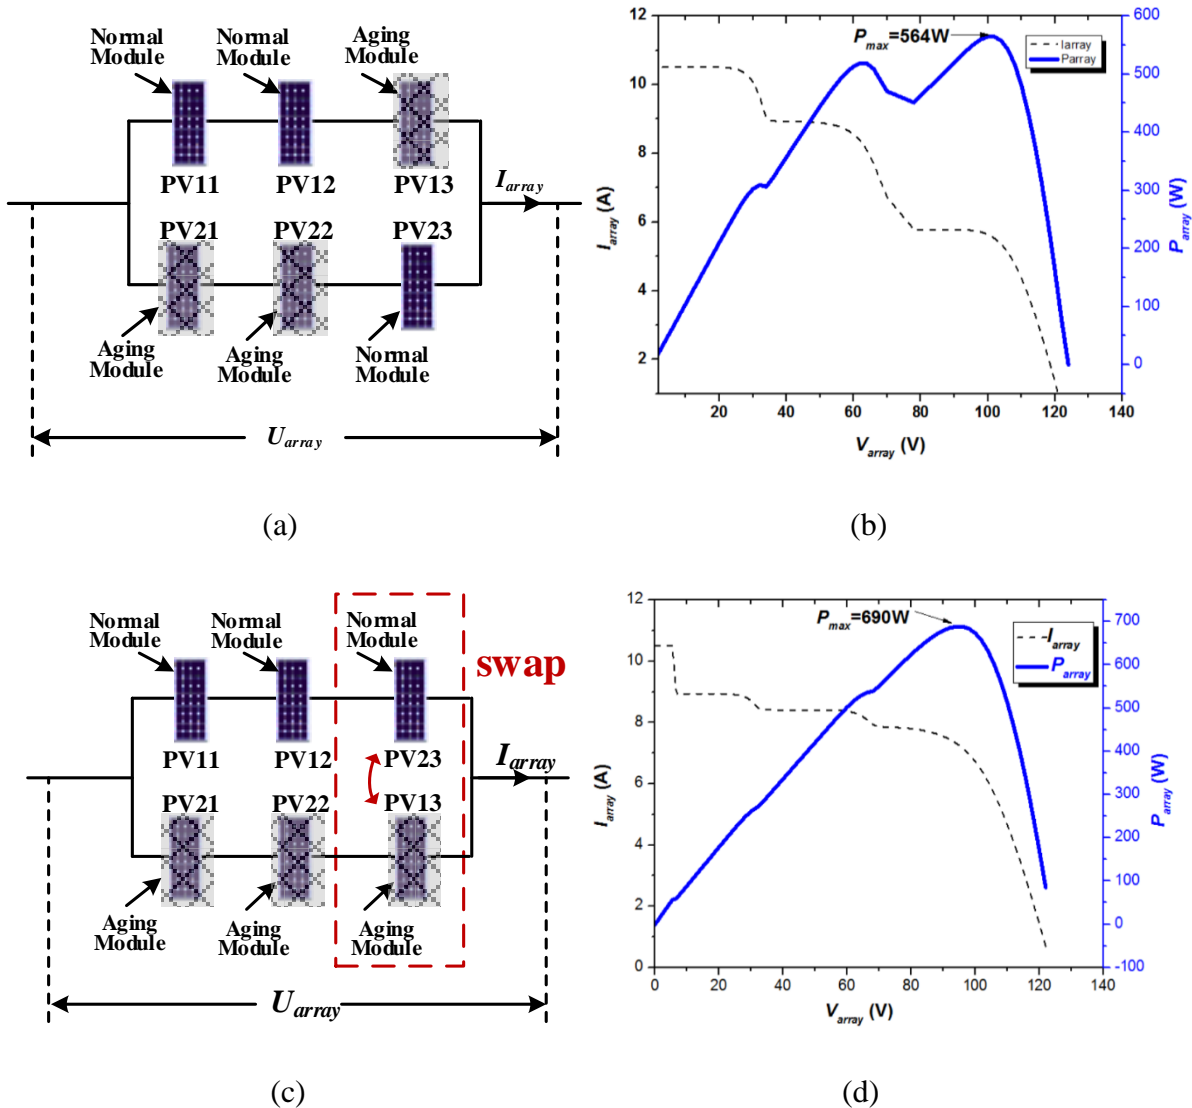 Normal
Module
Normal
Module
Aging
Module
PV11
PV12
PV13
I_array
PV21
PV22
PV23
Aging
Module
Aging
Module
Normal
Module
U_array
(a)
12
10
8
6
4
2
I_array (A)
20
40
60
80
100
120
140
V_array (V)
600
500
400
300
200
100
0
P_array (W)
P_max=564W
Iarray
Parray
(b)
Normal
Module
Normal
Module
Normal
Module
swap
PV11
PV12
PV23
I_array
PV21
PV22
PV13
Aging
Module
Aging
Module
Aging
Module
U_array
(c)
12
10
8
6
4
2
0
I_array (A)
0
20
40
60
80
100
120
140
V_array (V)
700
600
500
400
300
200
100
0
-100
P_array (W)
P_max=690W
I_array
P_array
(d)